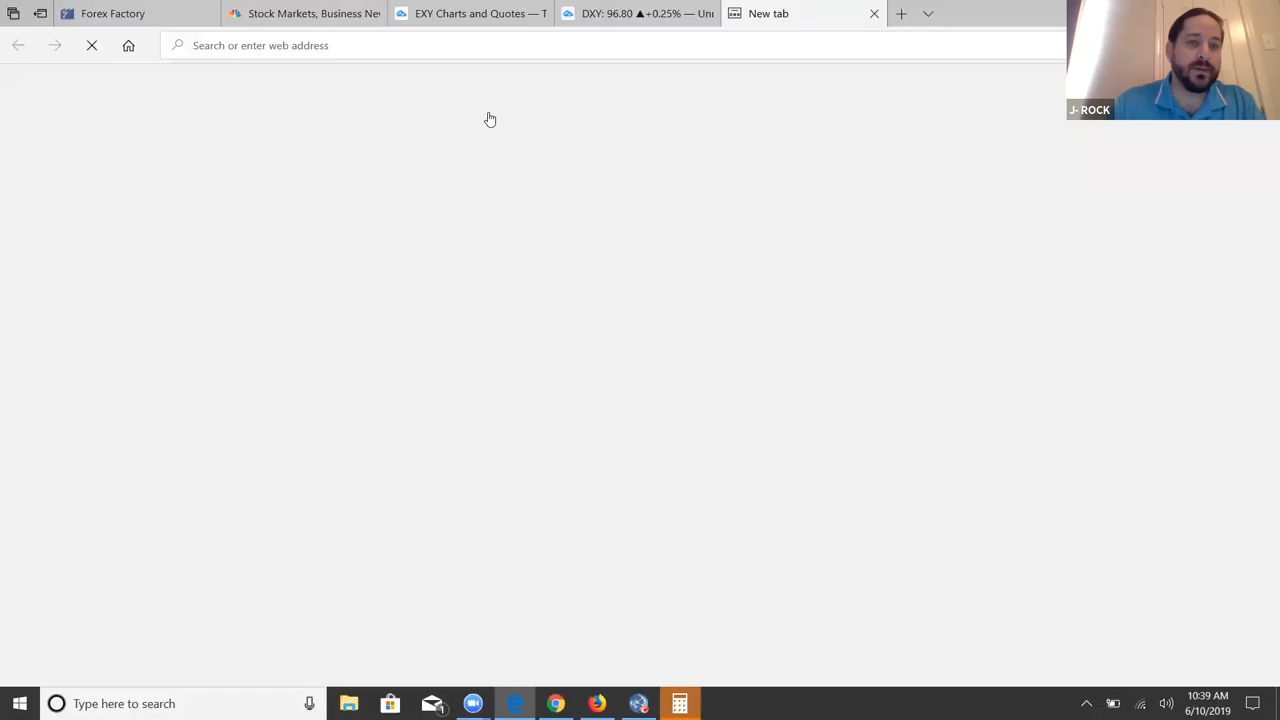 Forex Factory
Stock Markets, Business Ne
EXY Charts and Quotes — T
DXY: 96.80 ▲+0.25% — Uni
New tab
Search or enter web address
J- ROCK
Type here to search
1
10:39 AM
6/10/2019